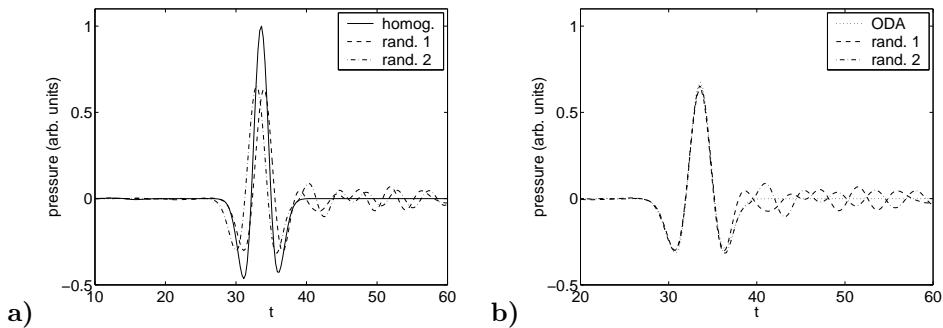 a)
pressure (arb. units)
1
0.5
0
−0.5
10
20
30
40
50
60
t
homog.
rand. 1
rand. 2
b)
pressure (arb. units)
1
0.5
0
−0.5
20
30
40
50
60
t
ODA
rand. 1
rand. 2